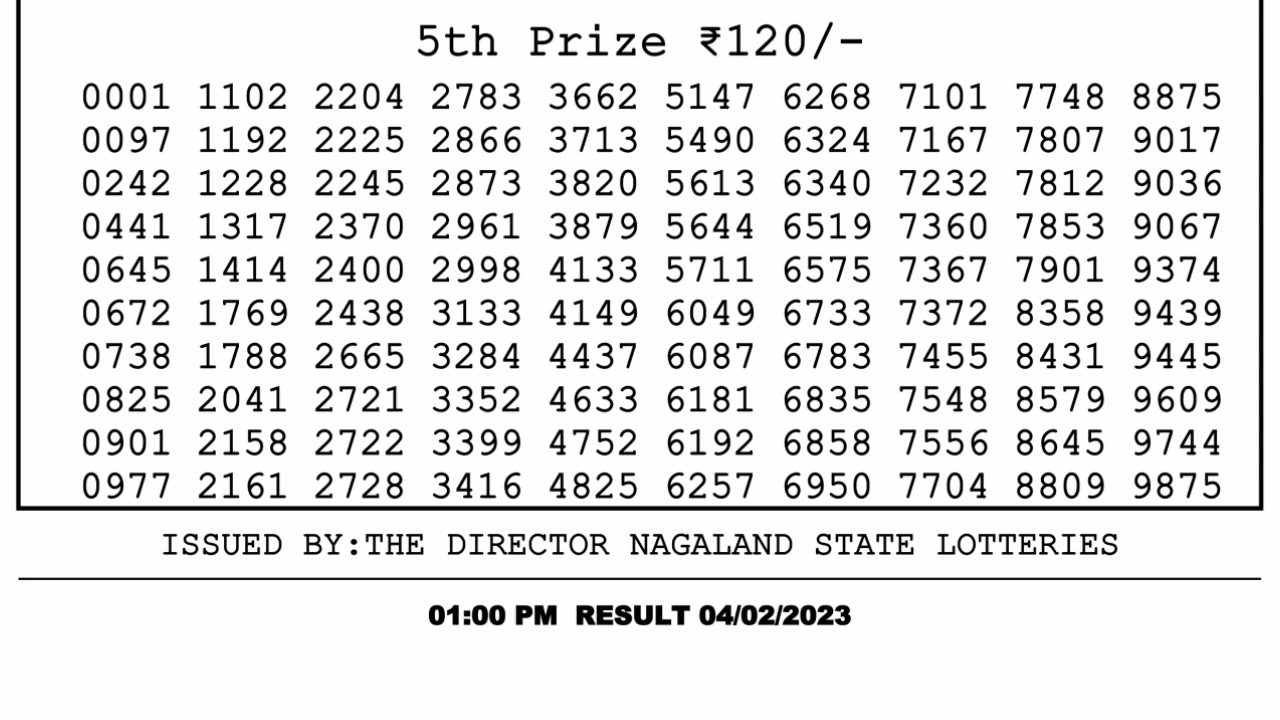 5th Prize ₹120/-
0001 1102 2204 2783 3662 5147 6268 7101 7748 8875
0097 1192 2225 2866 3713 5490 6324 7167 7807 9017
0242 1228 2245 2873 3820 5613 6340 7232 7812 9036
0441 1317 2370 2961 3879 5644 6519 7360 7853 9067
0645 1414 2400 2998 4133 5711 6575 7367 7901 9374
0672 1769 2438 3133 4149 6049 6733 7372 8358 9439
0738 1788 2665 3284 4437 6087 6783 7455 8431 9445
0825 2041 2721 3352 4633 6181 6835 7548 8579 9609
0901 2158 2722 3399 4752 6192 6858 7556 8645 9744
0977 2161 2728 3416 4825 6257 6950 7704 8809 9875
ISSUED BY:THE DIRECTOR NAGALAND STATE LOTTERIES
01:00 PM RESULT 04/02/2023